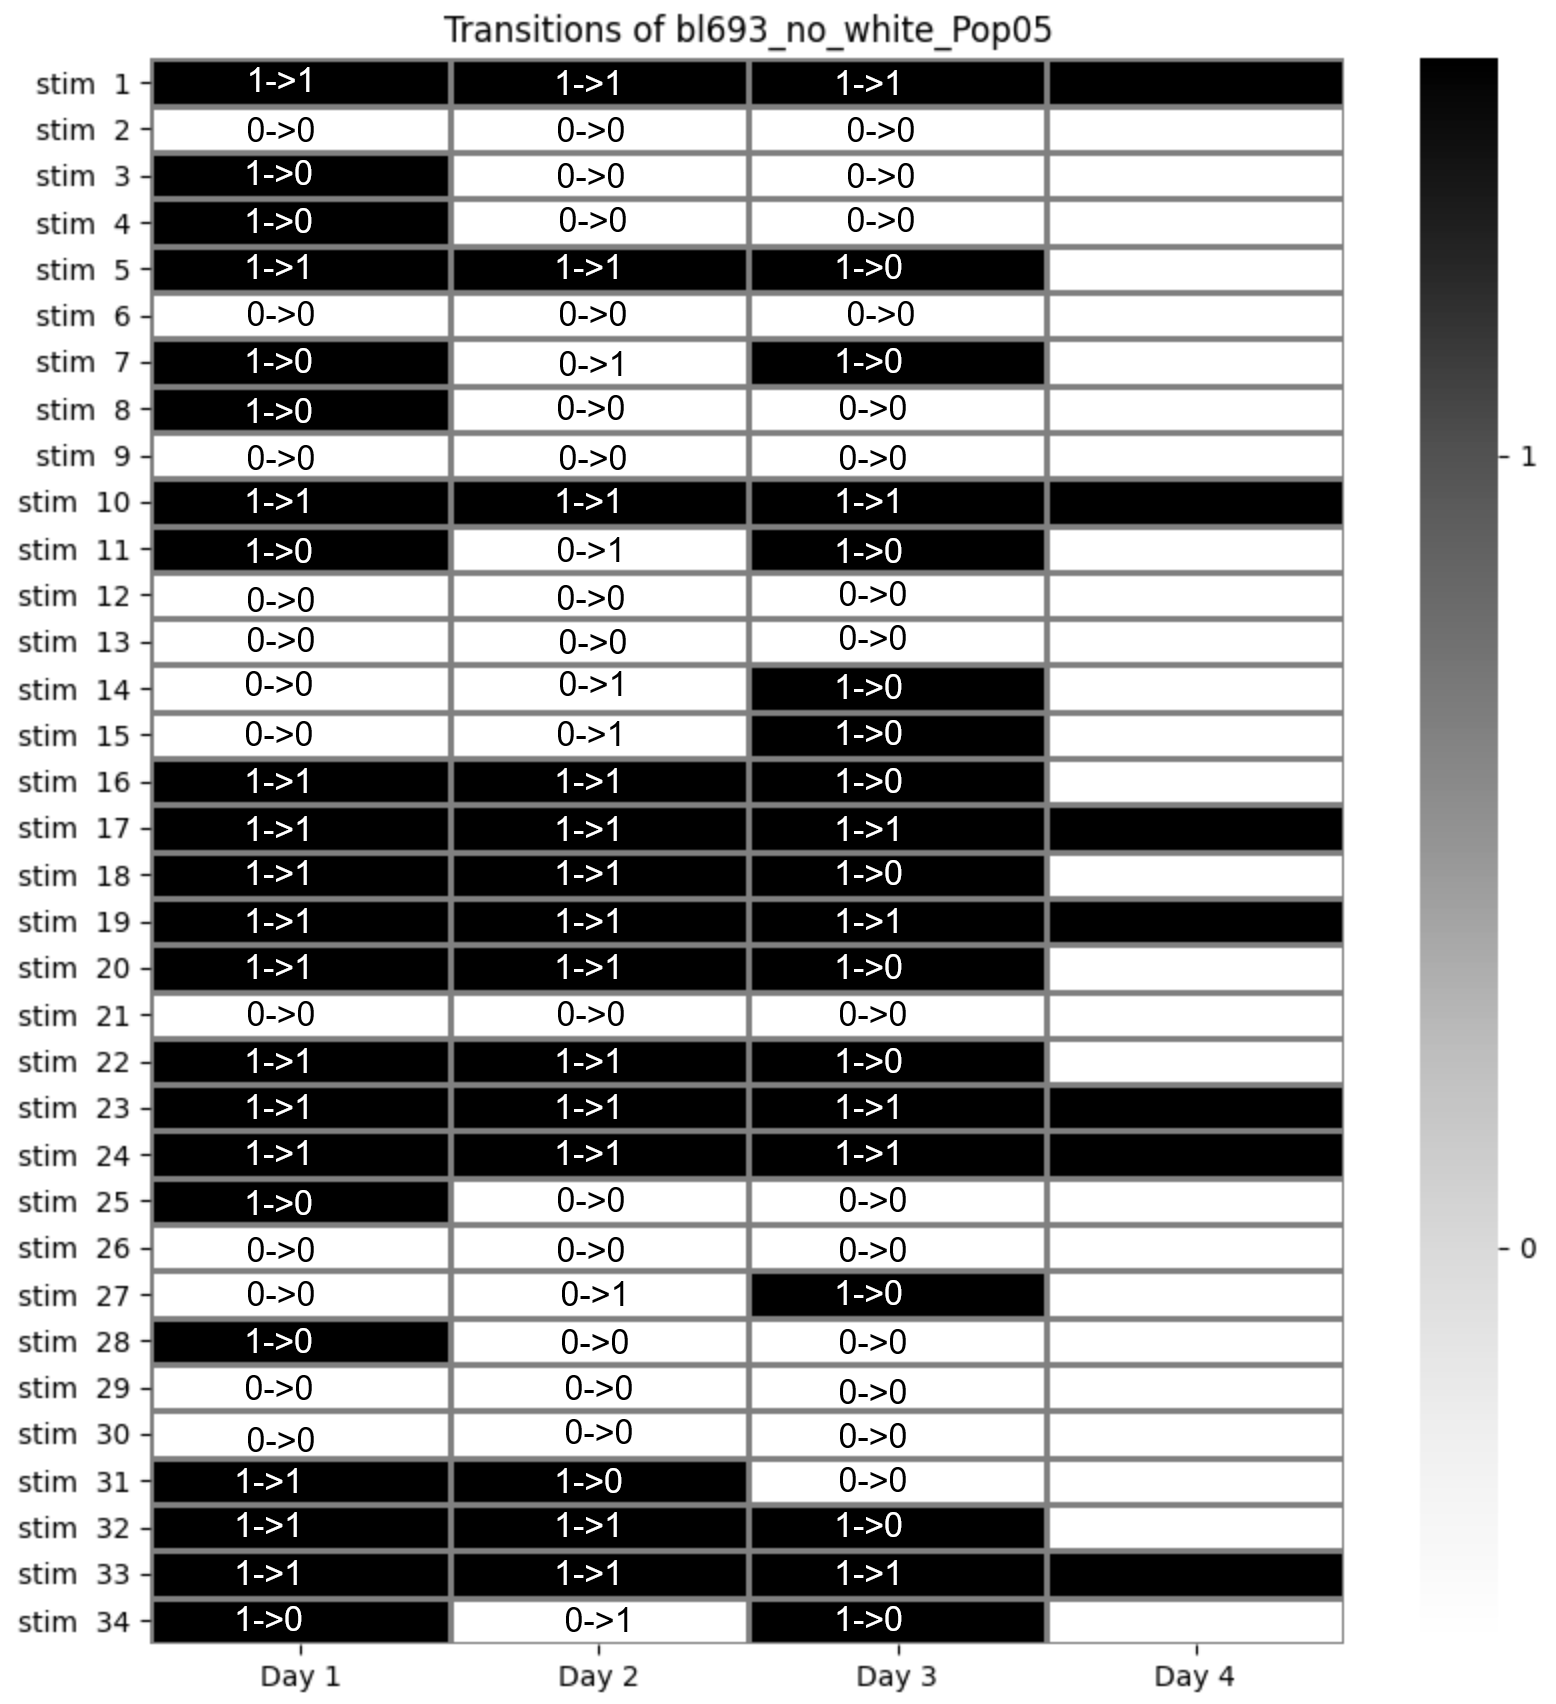 Transitions of bl693_no_white_Pop05
stim 1 1->1 1->1 1->1
stim 2 0->0 0->0 0->0
stim 3 1->0 0->0 0->0
stim 4 1->0 0->0 0->0
stim 5 1->1 1->1 1->0
stim 6 0->0 0->0 0->0
stim 7 1->0 0->1 1->0
stim 8 1->0 0->0 0->0
stim 9 0->0 0->0 0->0
1
stim 10 1->1 1->1 1->1
stim 11 1->0 0->1 1->0
stim 12 0->0 0->0 0->0
stim 13 0->0 0->0 0->0
stim 14 0->0 0->1 1->0
stim 15 0->0 0->1 1->0
stim 16 1->1 1->1 1->0
stim 17 1->1 1->1 1->1
stim 18 1->1 1->1 1->0
stim 19 1->1 1->1 1->1
stim 20 1->1 1->1 1->0
stim 21 0->0 0->0 0->0
stim 22 1->1 1->1 1->0
stim 23 1->1 1->1 1->1
stim 24 1->1 1->1 1->1
stim 25 1->0 0->0 0->0
stim 26 0->0 0->0 0->0
0
stim 27 0->0 0->1 1->0
stim 28 1->0 0->0 0->0
stim 29 0->0 0->0 0->0
stim 30 0->0 0->0 0->0
stim 31 1->1 1->0 0->0
stim 32 1->1 1->1 1->0
stim 33 1->1 1->1 1->1
stim 34 1->0 0->1 1->0
Day 1 Day 2 Day 3 Day 4